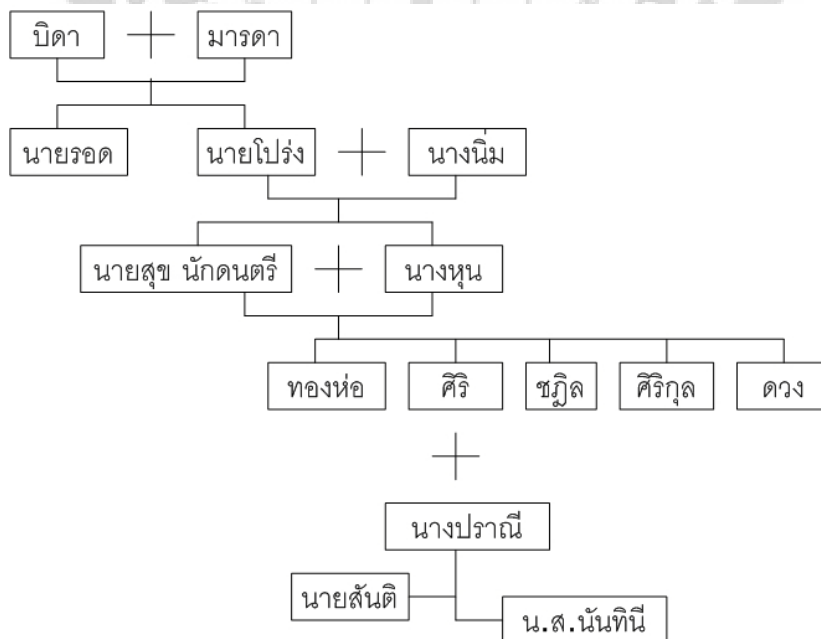 บิดา
มารดา
นายรอด
นายโปร่ง
นางนิ่ม
นายสุข นักดนตรี
นางหุน
ทองห่อ
ศิริ
ชฎิล
ศิริกุล
ดวง
นางปราณี
นายสันติ
น.ส.นันทินี